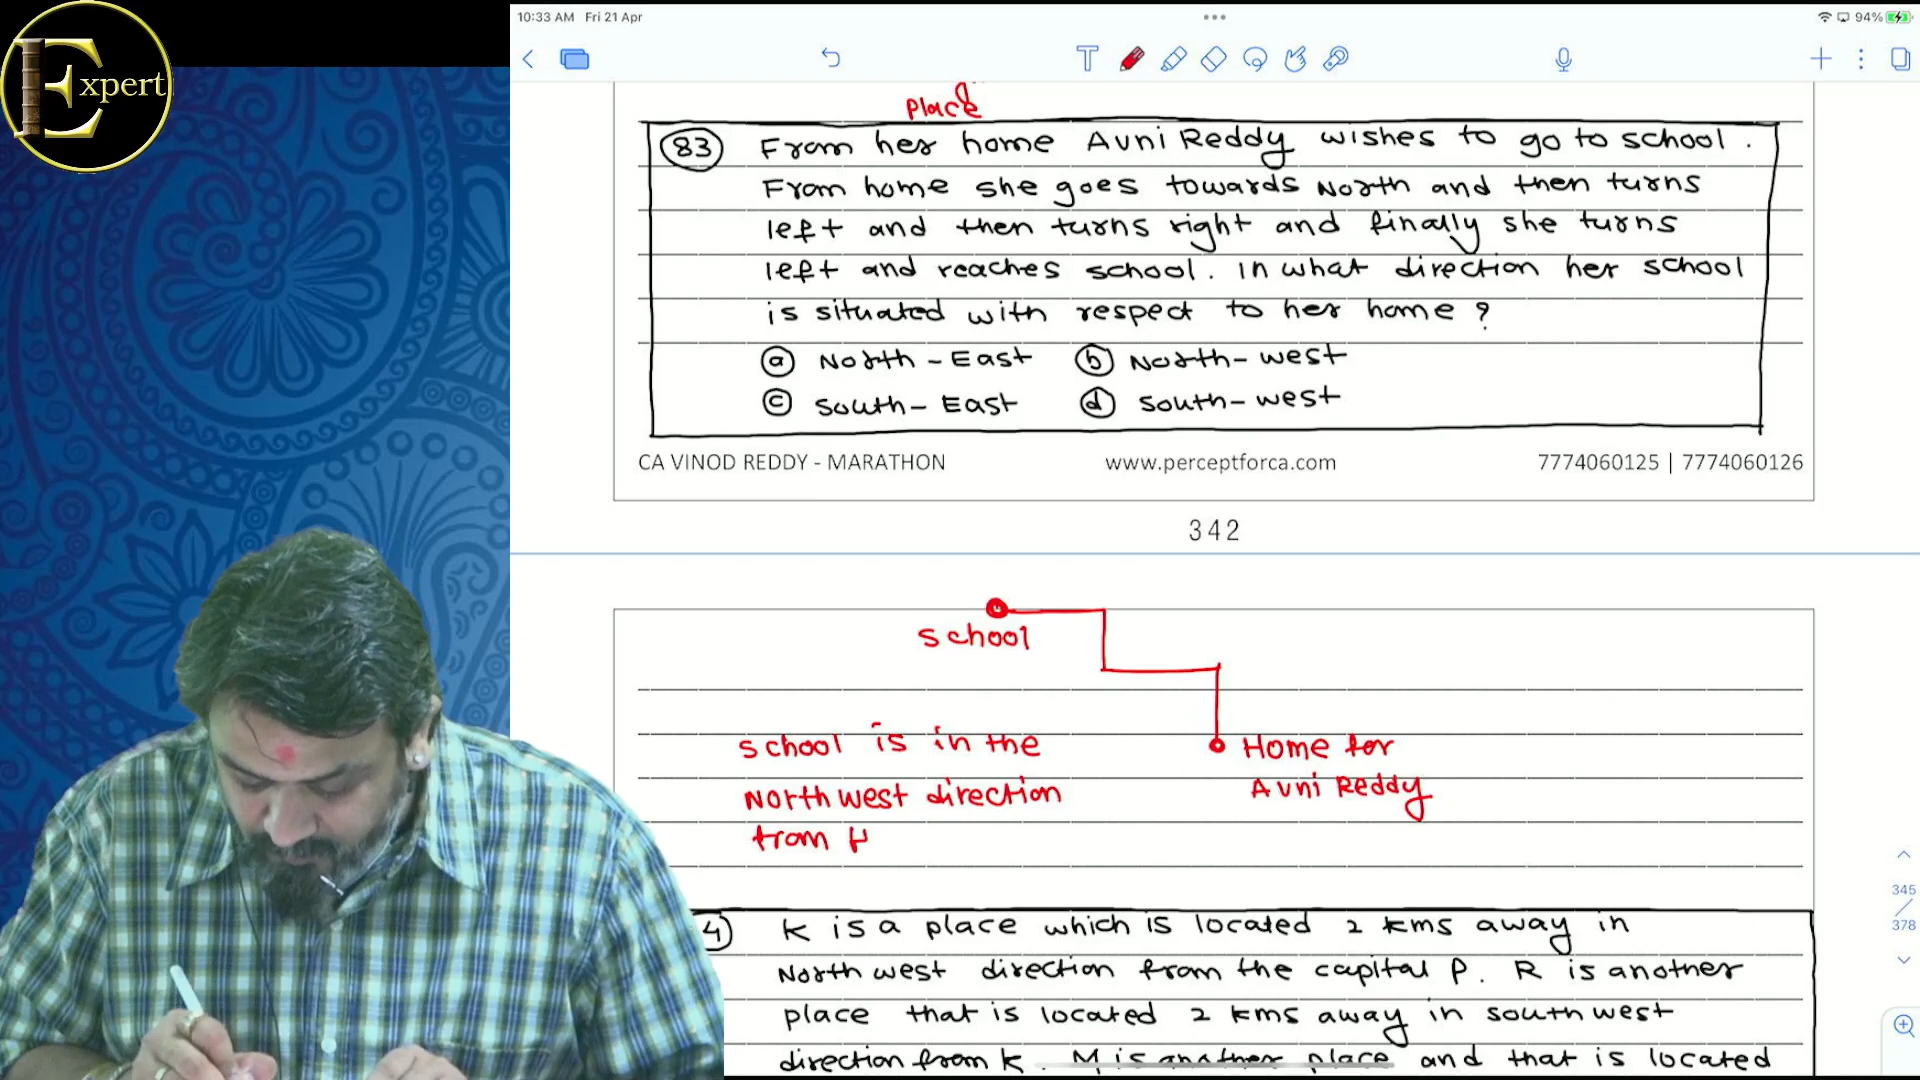 Expert
10:33 AM Fri 21 Apr
94%
T
Place
83 From her home Avni Reddy wishes to go to school.
From home she goes towards North and then turns
left and then turns right and finally she turns
left and reaches school. In what direction her school
is situated with respect to her home?
a North-East b North-west
c South-East d South-west
CA VINOD REDDY - MARATHON www.perceptforca.com 7774060125 | 7774060126
342
School
School is in the
North west direction
from H
Home for
Avni Reddy
345
378
4) K is a place which is located 2 kms away in
North west direction from the capital P. R is another
place that is located 2 kms away in south west
direction from K. M is another place and that is located